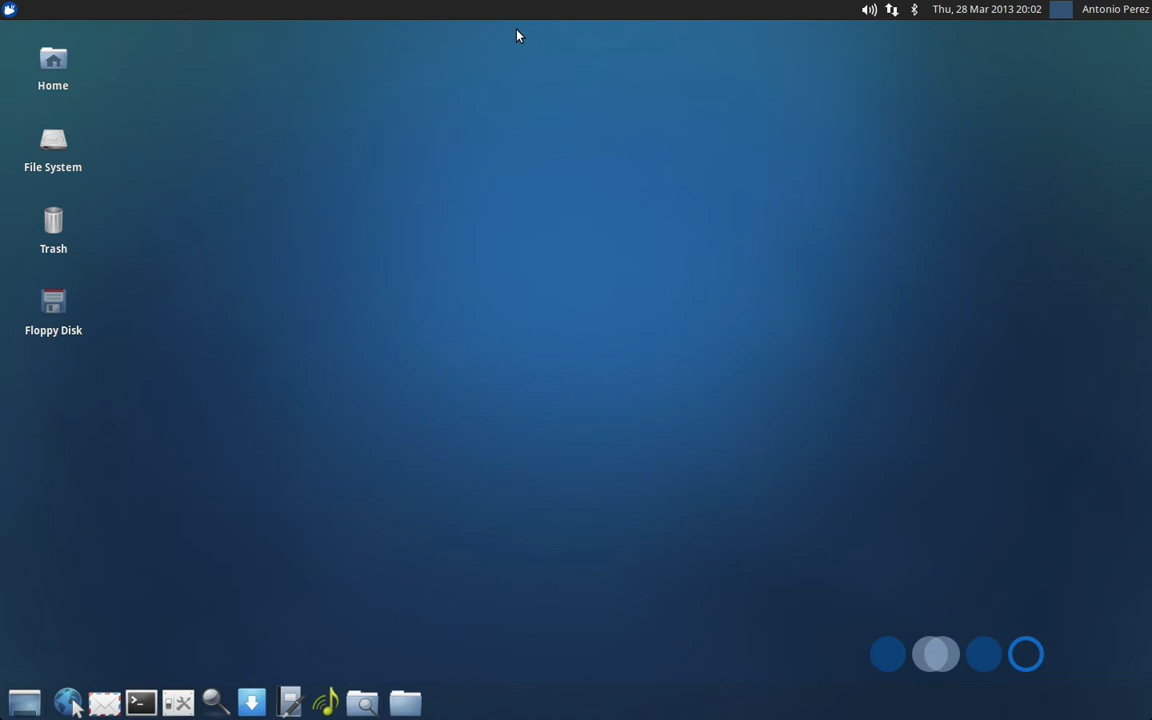 Thu, 28 Mar 2013 20:02 Antonio Perez
Home
File System
Trash
Floppy Disk